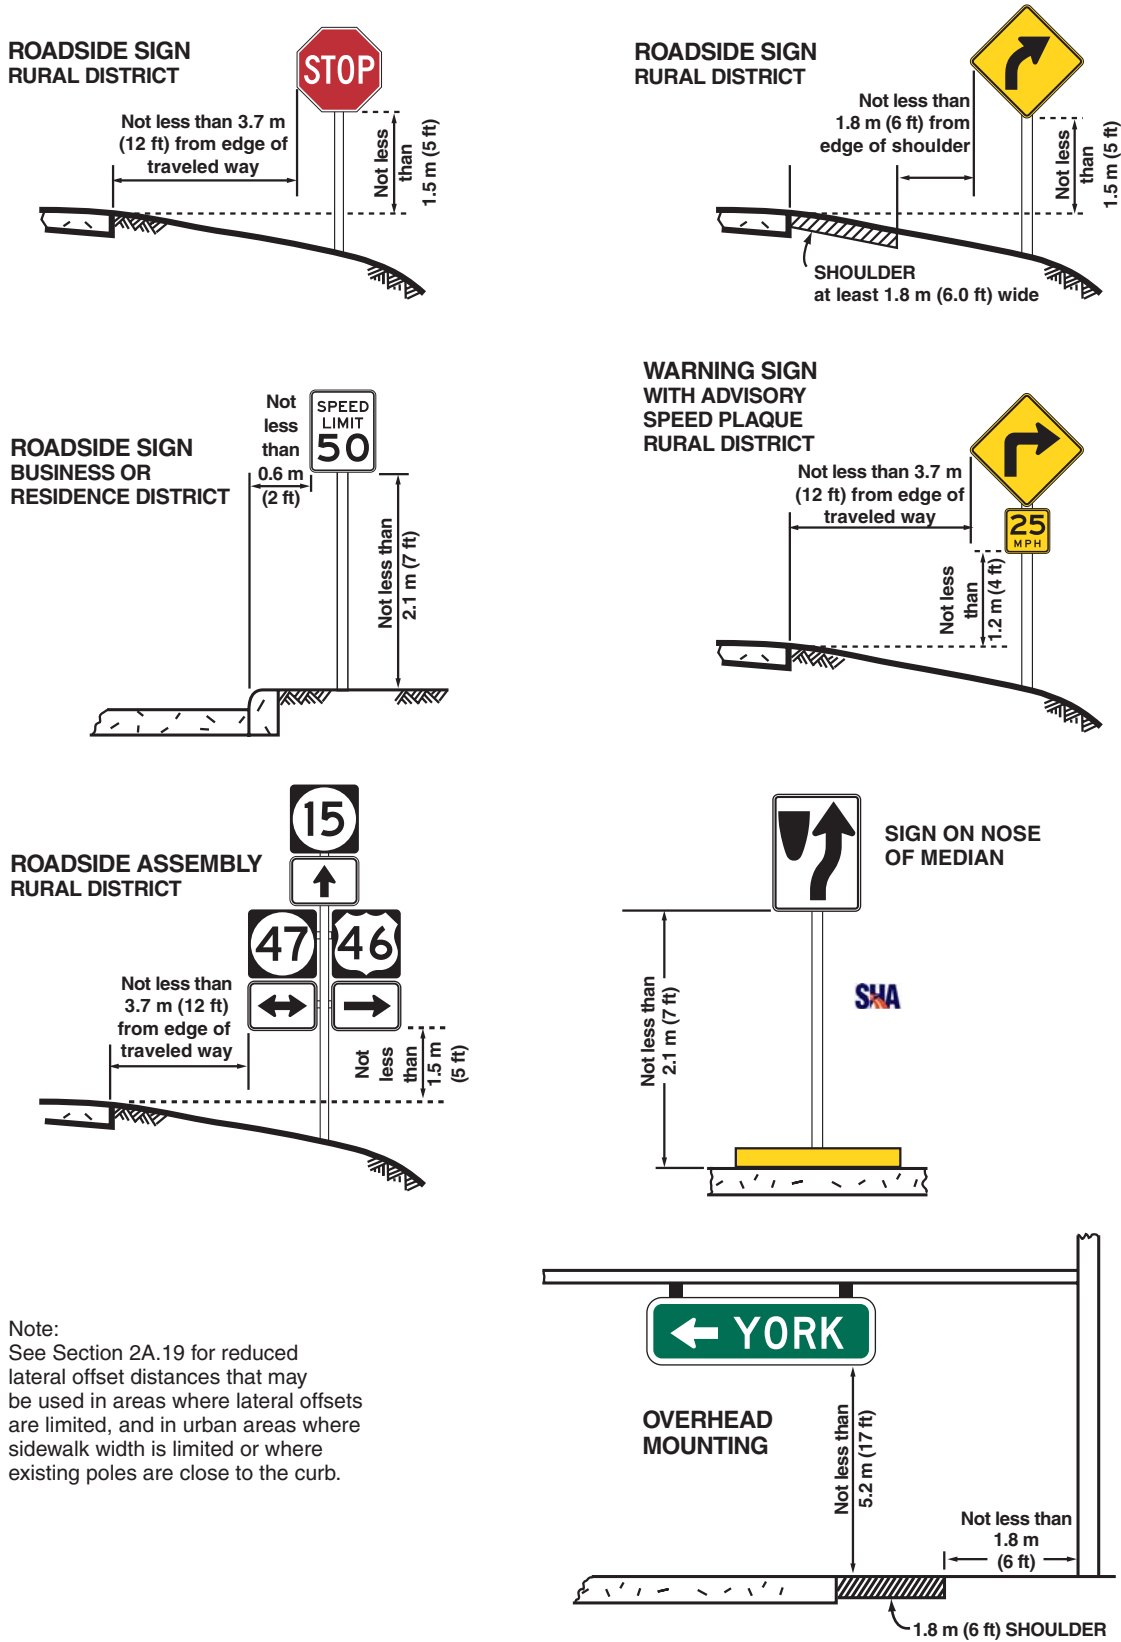 ROADSIDE SIGN
RURAL DISTRICT
STOP
Not less than 3.7 m
(12 ft) from edge of
traveled way
Not less
than
1.5 m (5 ft)
ROADSIDE SIGN
RURAL DISTRICT
Not less than
1.8 m (6 ft) from
edge of shoulder
Not less
than
1.5 m (5 ft)
SHOULDER
at least 1.8 m (6.0 ft) wide
ROADSIDE SIGN
BUSINESS OR
RESIDENCE DISTRICT
Not
less
than
0.6 m
(2 ft)
SPEED
LIMIT
50
Not less than
2.1 m (7 ft)
WARNING SIGN
WITH ADVISORY
SPEED PLAQUE
RURAL DISTRICT
Not less than 3.7 m
(12 ft) from edge of
traveled way
25
MPH
Not less
than
1.2 m (4 ft)
ROADSIDE ASSEMBLY
RURAL DISTRICT
15
47
46
Not less than
3.7 m (12 ft)
from edge of
traveled way
Not
less
than
1.5 m
(5 ft)
SIGN ON NOSE
OF MEDIAN
Not less than
2.1 m (7 ft)
SHA
Note:
See Section 2A.19 for reduced
lateral offset distances that may
be used in areas where lateral offsets
are limited, and in urban areas where
sidewalk width is limited or where
existing poles are close to the curb.
YORK
OVERHEAD
MOUNTING
Not less than
5.2 m (17 ft)
Not less than
1.8 m
(6 ft)
1.8 m (6 ft) SHOULDER